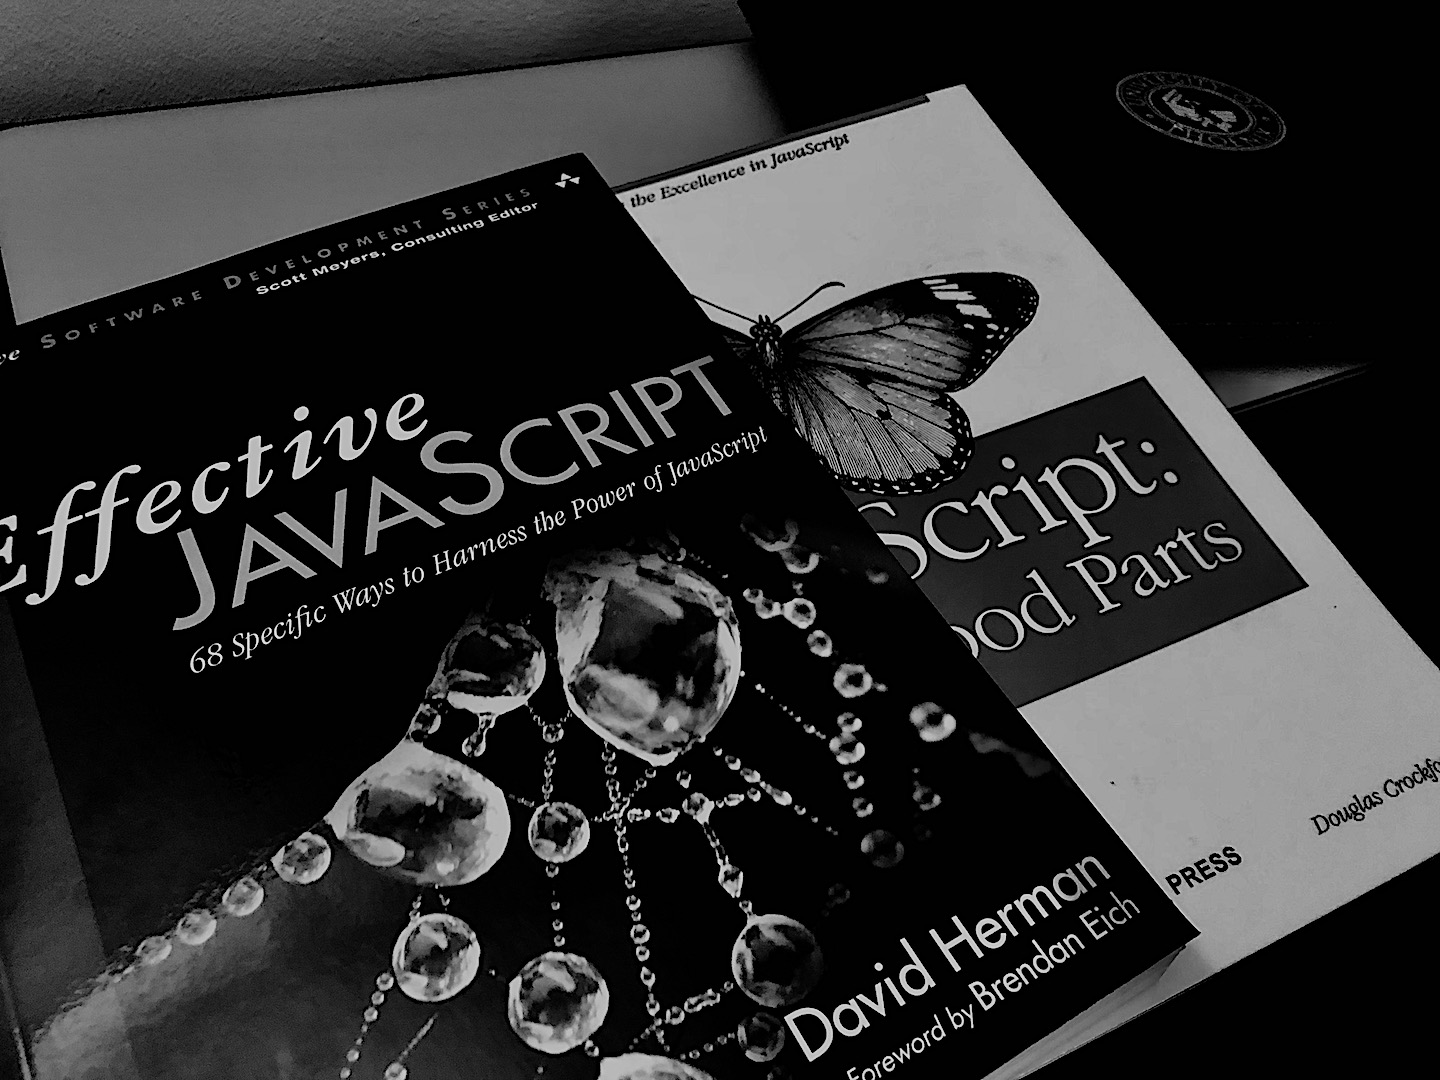 ve Software Development Series
Scott Meyers, Consulting Editor
Effective
JavaScript
68 Specific Ways to Harness the Power of JavaScript
David Herman
Foreword by Brendan Eich
the Excellence in JavaScript
Script:
ood Parts
Douglas Crockfo
PRESS